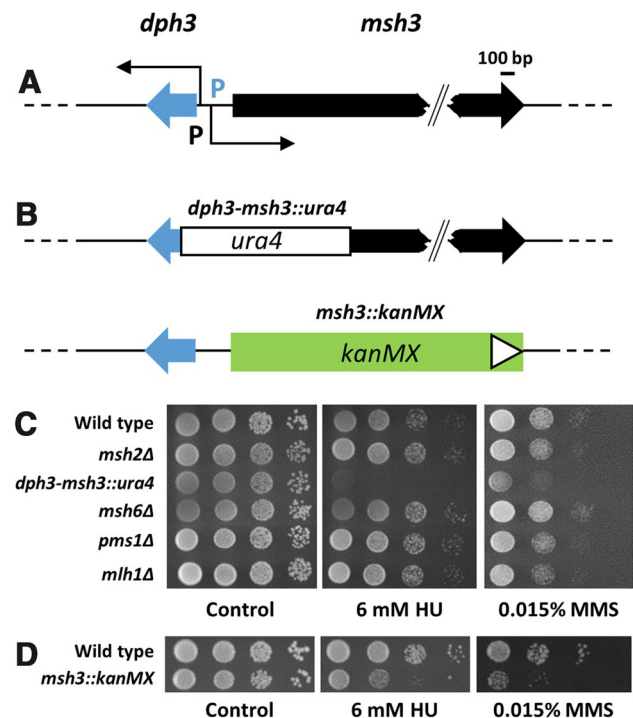 dph3 msh3
100 bp
A
P
P
B
dph3-msh3::ura4
ura4
msh3::kanMX
kanMX
C
Wild type
msh2Δ
dph3-msh3::ura4
msh6Δ
pms1Δ
mlh1Δ
Control 6 mM HU 0.015% MMS
D
Wild type
msh3::kanMX
Control 6 mM HU 0.015% MMS